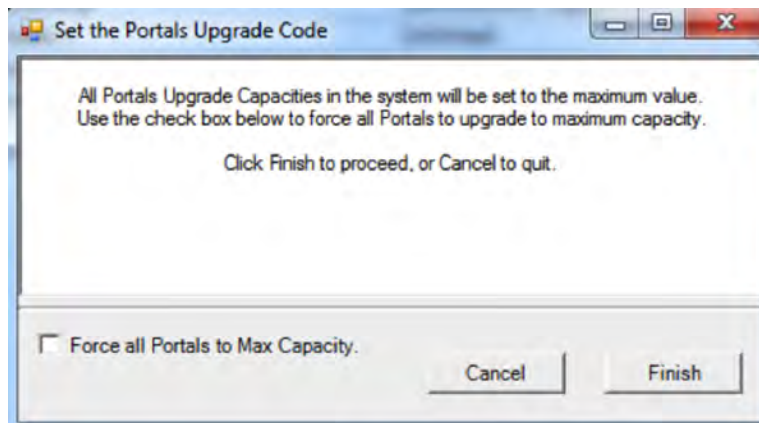 Set the Portals Upgrade Code
All Portals Upgrade Capacities in the system will be set to the maximum value.
Use the check box below to force all Portals to upgrade to maximum capacity.
Click Finish to proceed, or Cancel to quit.
Force all Portals to Max Capacity.
Cancel
Finish